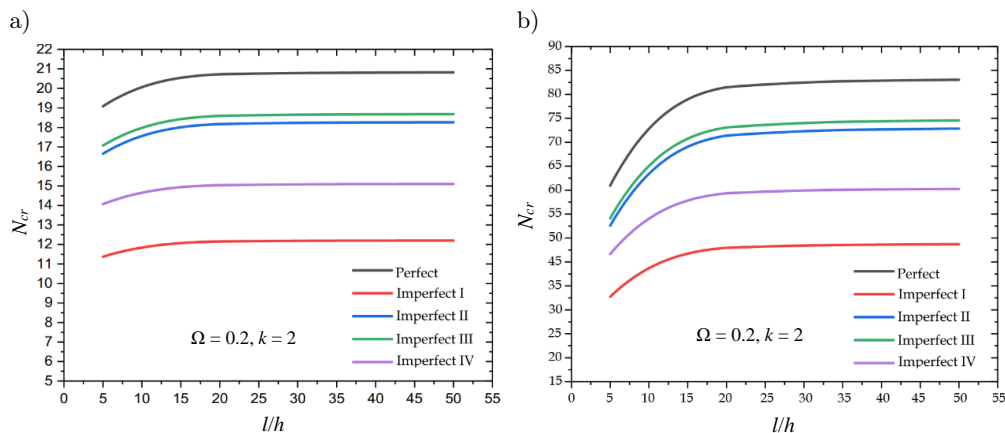 a)
22
21
20
19
18
17
16
15
14
13
12
11
10
9
8
7
6
5
N_cr
Perfect
Imperfect I
Imperfect II
Imperfect III
Imperfect IV
Ω = 0.2, k = 2
0 5 10 15 20 25 30 35 40 45 50 55
l/h
b)
90
85
80
75
70
65
60
55
50
45
40
35
30
25
20
15
N_cr
Perfect
Imperfect I
Imperfect II
Imperfect III
Imperfect IV
Ω = 0.2, k = 2
0 5 10 15 20 25 30 35 40 45 50 55
l/h